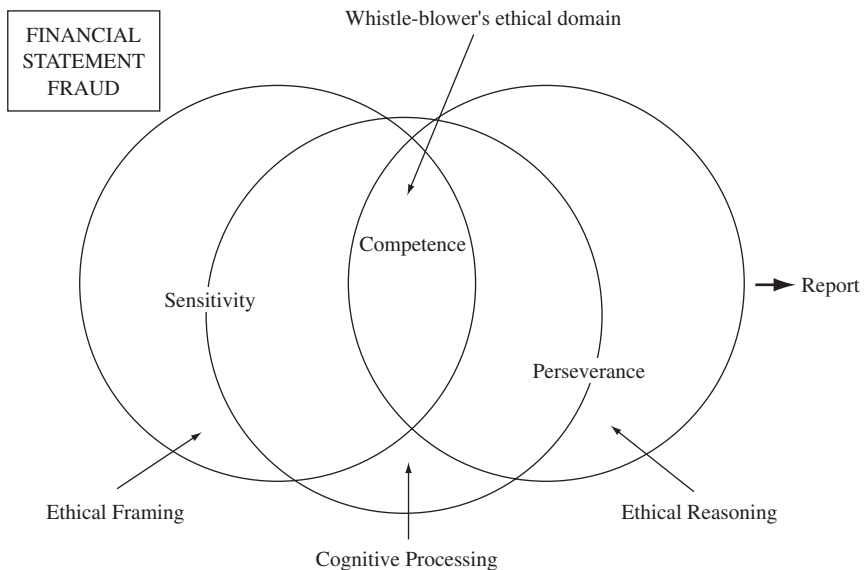 FINANCIAL
STATEMENT
FRAUD
Whistle-blower's ethical domain
Competence
Sensitivity
Report
Perseverance
Ethical Framing
Ethical Reasoning
Cognitive Processing